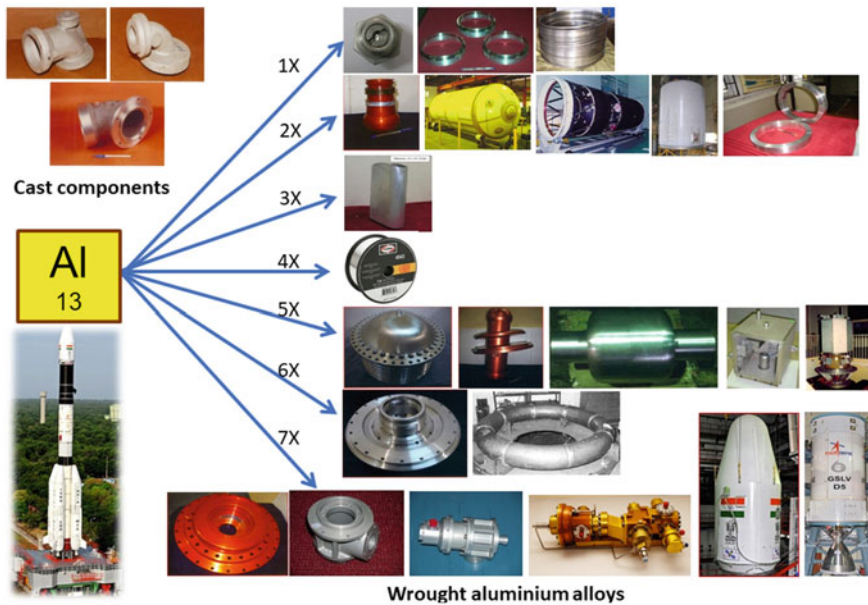 1X
2X
3X
4X
5X
6X
7X
Cast components
Al
13
GSLV
D5
Wrought aluminium alloys